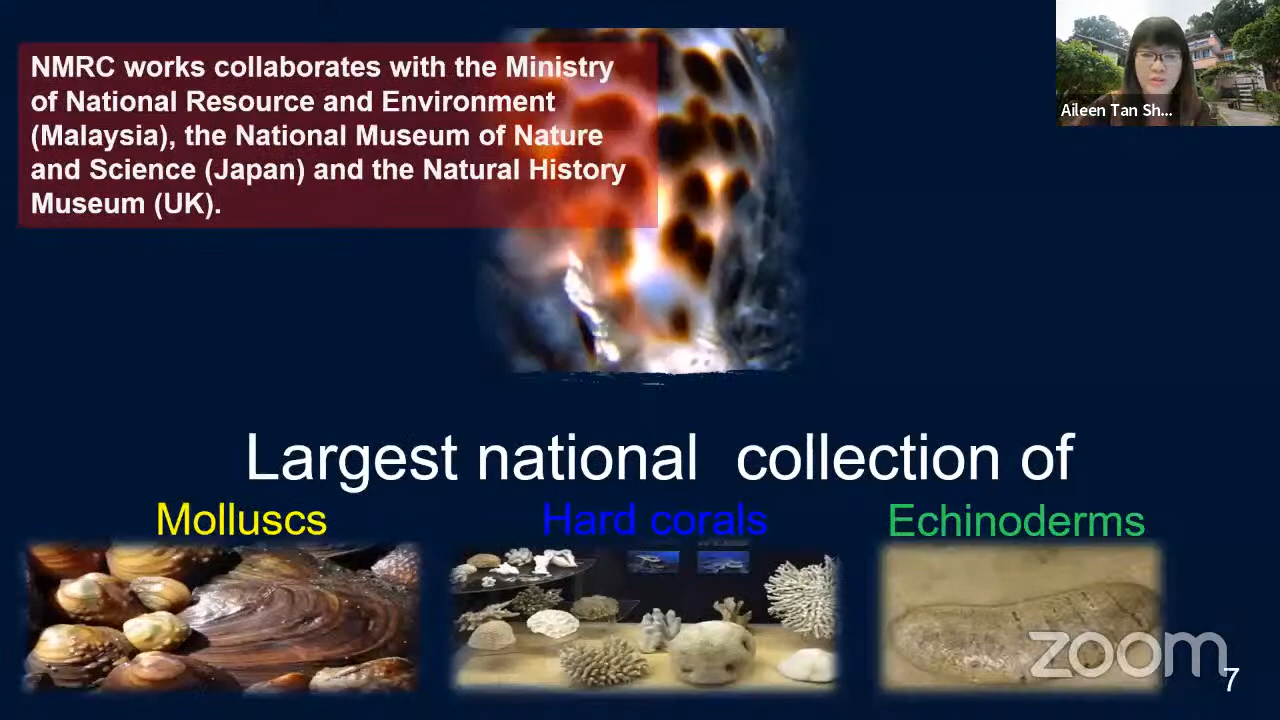 NMRC works collaborates with the Ministry
of National Resource and Environment
(Malaysia), the National Museum of Nature
and Science (Japan) and the Natural History
Museum (UK).
Aileen Tan Sh...
Largest national collection of
Molluscs
Hard corals
Echinoderms
zoom
7